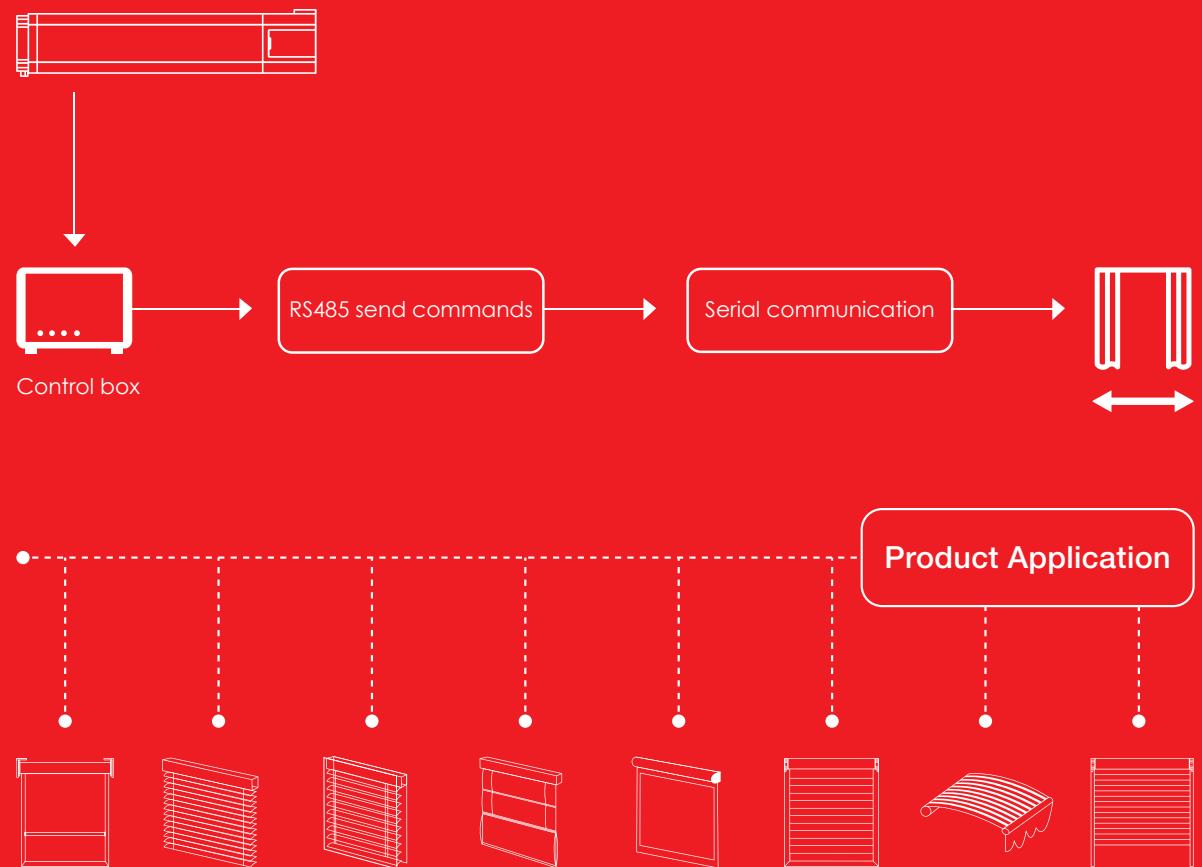 RS485 send commands
Serial communication
Control box
Product Application